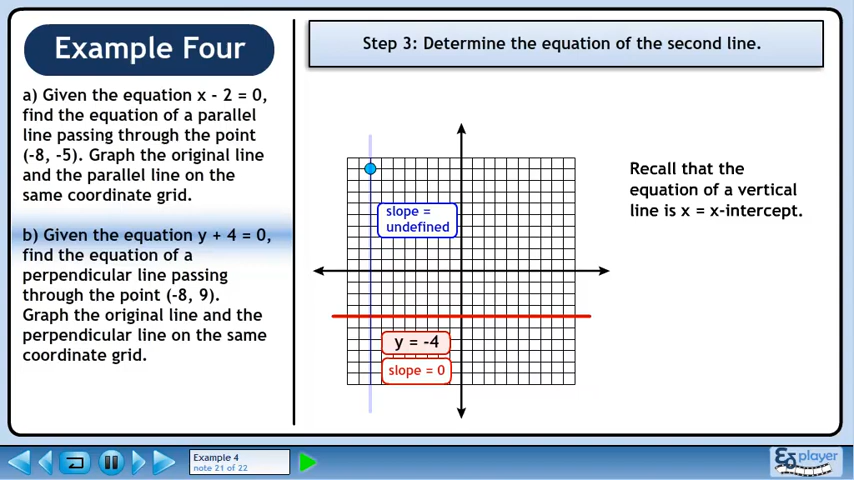 Example Four
a) Given the equation x - 2 = 0,
find the equation of a parallel
line passing through the point
(-8, -5). Graph the original line
and the parallel line on the
same coordinate grid.
b) Given the equation y + 4 = 0,
find the equation of a
perpendicular line passing
through the point (-8, 9).
Graph the original line and the
perpendicular line on the same
coordinate grid.
Step 3: Determine the equation of the second line.
slope =
undefined
y = -4
slope = 0
Recall that the
equation of a vertical
line is x = x-intercept.
Example 4
note 21 of 22
player